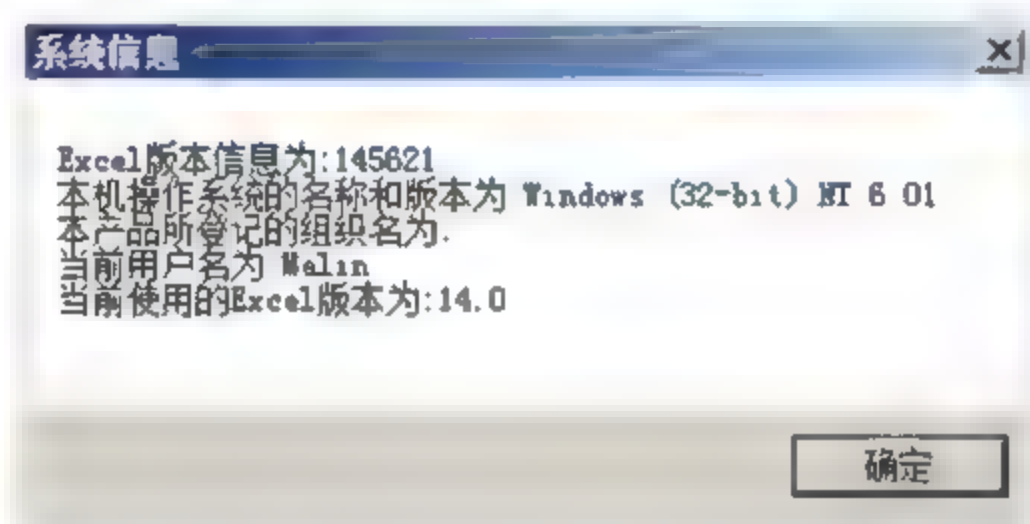 系统信息
Excel版本信息为:145621
本机操作系统的名称和版本为 Windows (32-bit) NT 6 01
本产品所登记的组织名为.
当前用户名为 Melin
当前使用的Excel版本为:14.0
确定